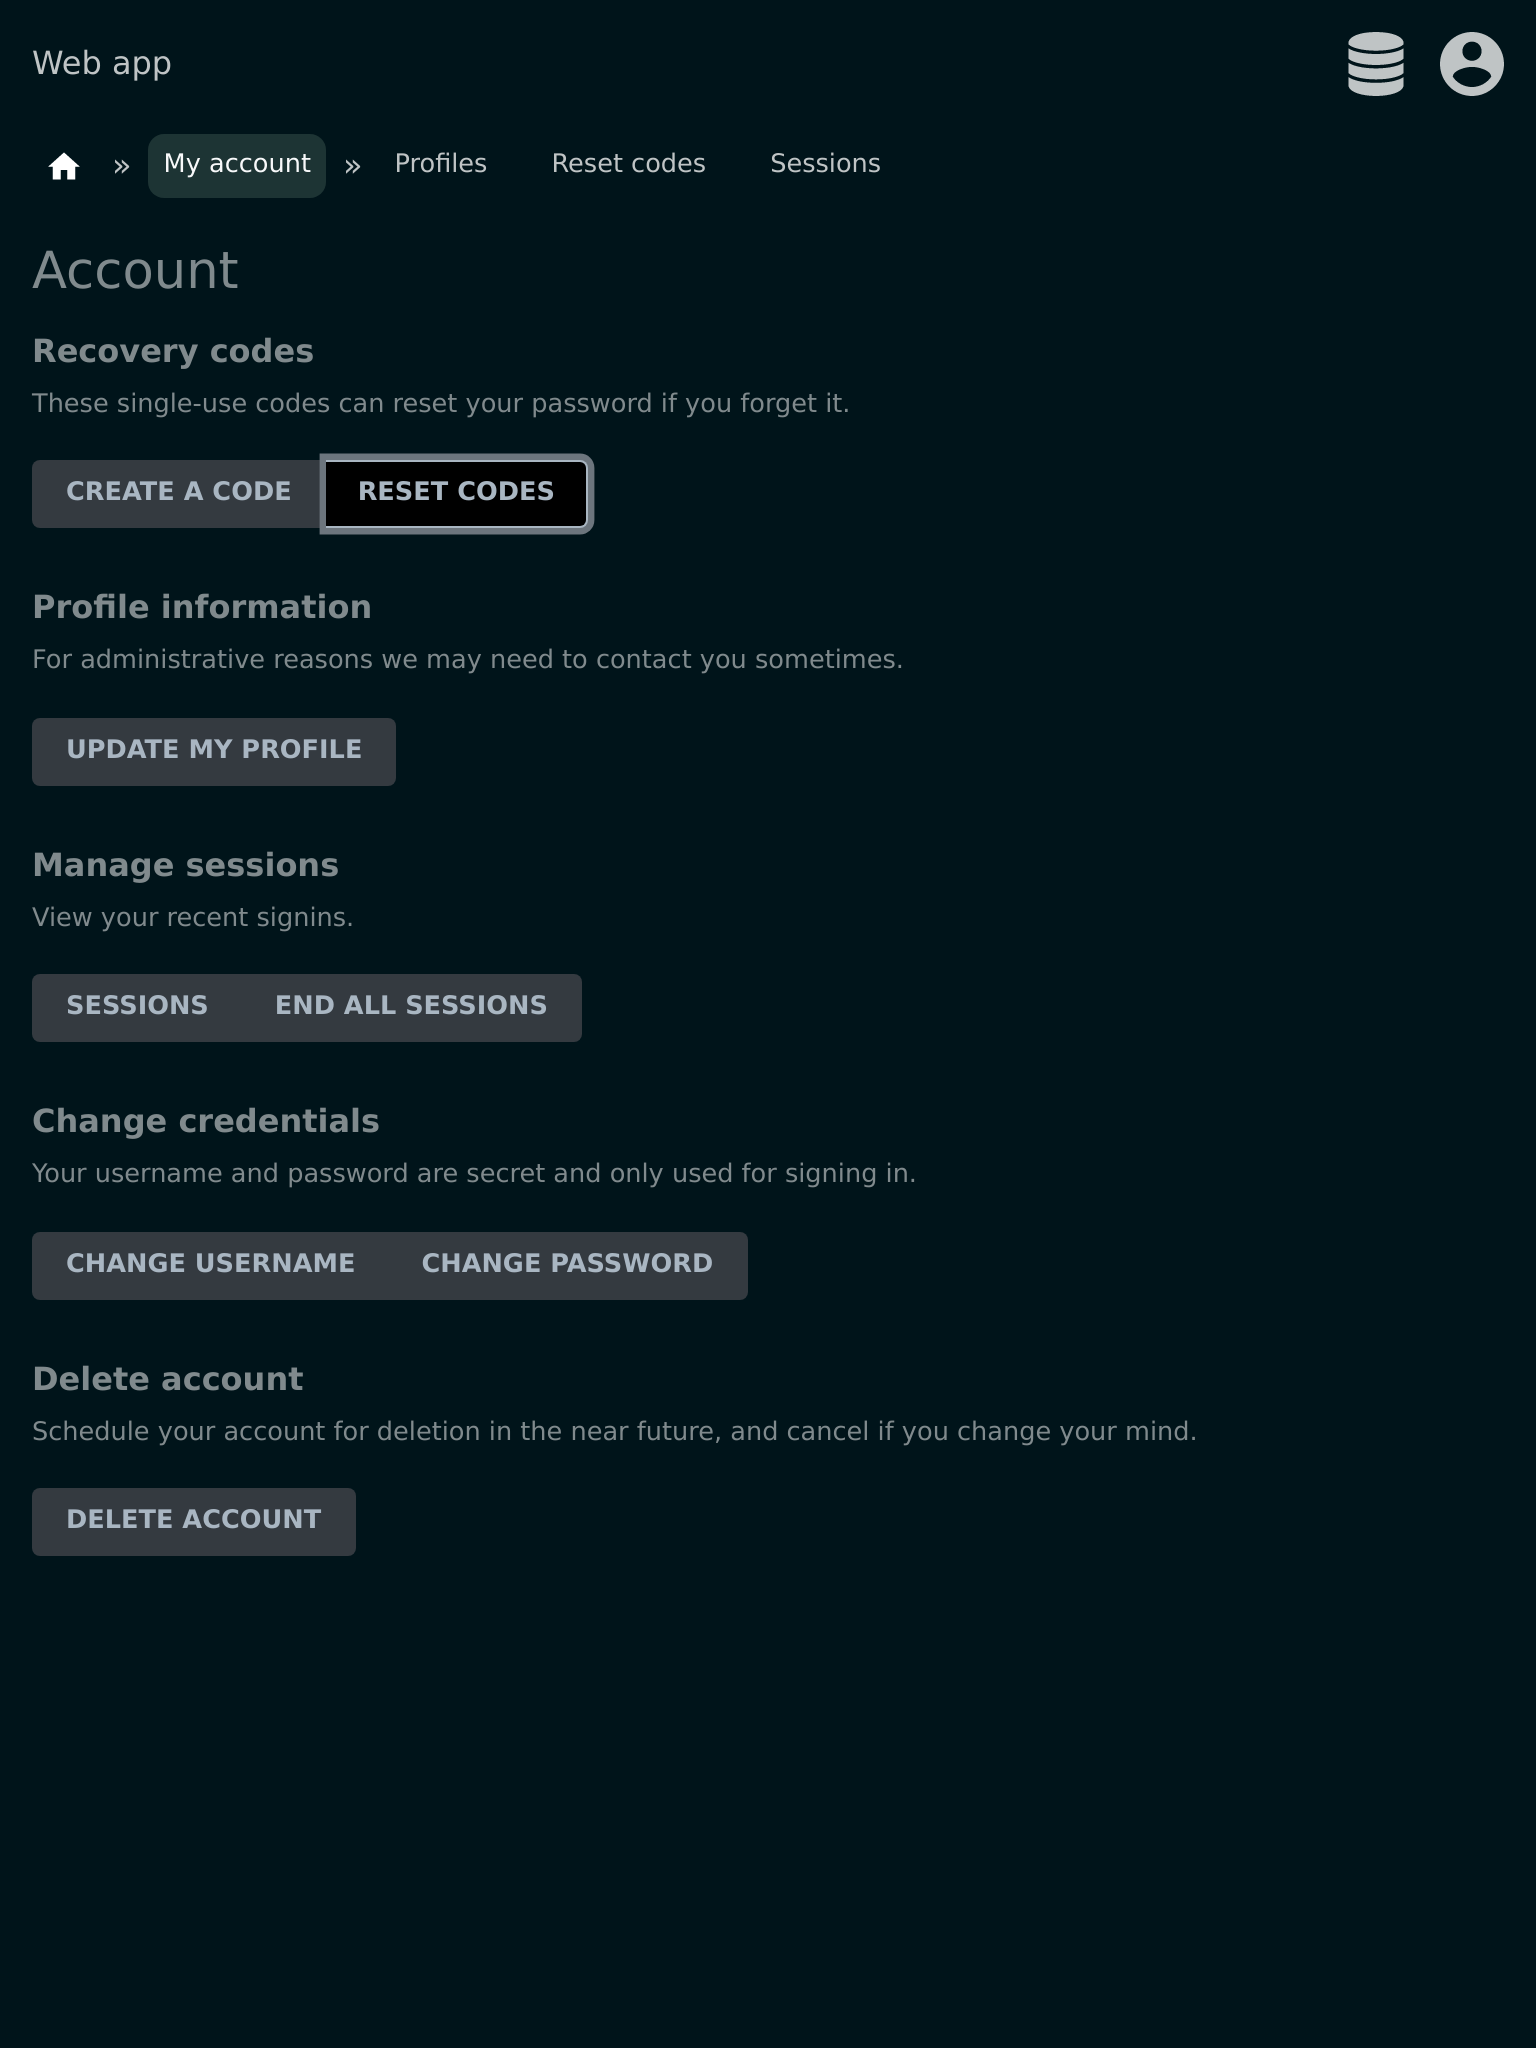 Web app
» My account » Profiles Reset codes Sessions
Account
Recovery codes
These single-use codes can reset your password if you forget it.
CREATE A CODE RESET CODES
Profile information
For administrative reasons we may need to contact you sometimes.
UPDATE MY PROFILE
Manage sessions
View your recent signins.
SESSIONS END ALL SESSIONS
Change credentials
Your username and password are secret and only used for signing in.
CHANGE USERNAME CHANGE PASSWORD
Delete account
Schedule your account for deletion in the near future, and cancel if you change your mind.
DELETE ACCOUNT